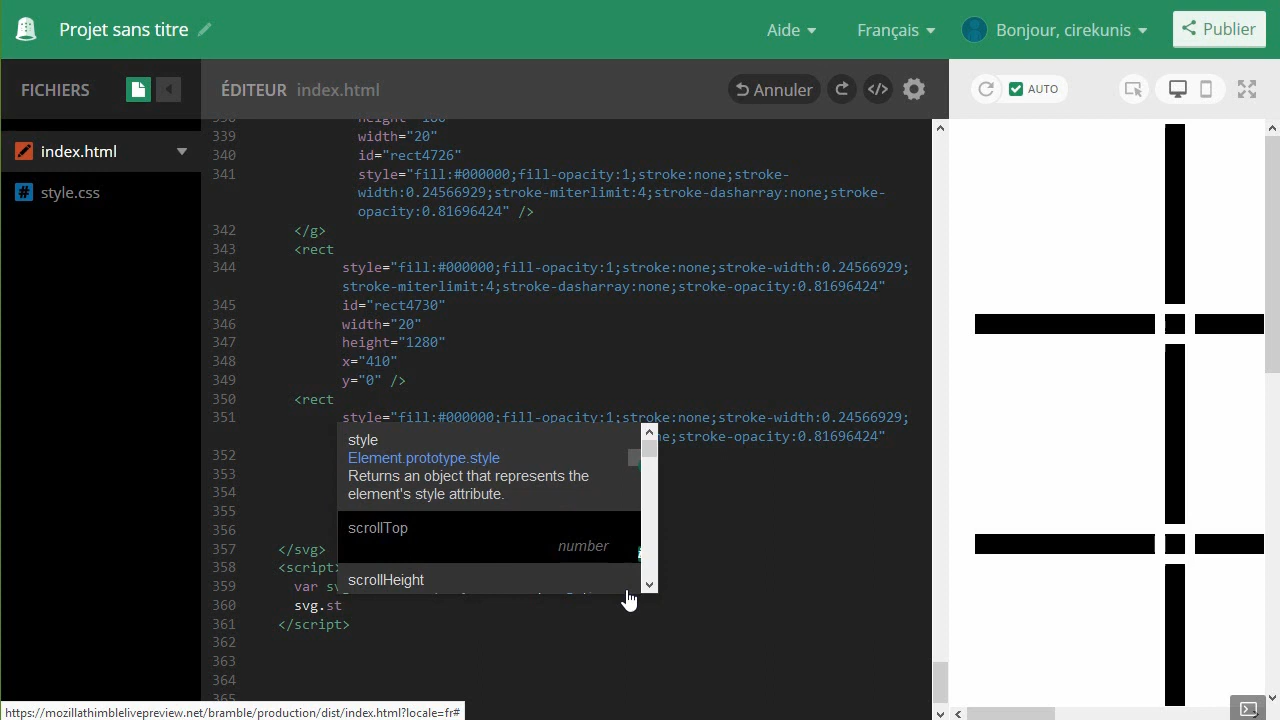 Projet sans titre
Aide
Français
Bonjour, cirekunis
Publier
FICHIERS
ÉDITEUR index.html
Annuler
</>
AUTO
index.html
# style.css
339 width="20"
340 id="rect4726"
341 style="fill:#000000;fill-opacity:1;stroke:none;stroke-
width:0.24566929;stroke-miterlimit:4;stroke-dasharray:none;stroke-
opacity:0.81696424" />
342 </g>
343 <rect
344 style="fill:#000000;fill-opacity:1;stroke:none;stroke-width:0.24566929;
stroke-miterlimit:4;stroke-dasharray:none;stroke-opacity:0.81696424"
345 id="rect4730"
346 width="20"
347 height="1280"
348 x="410"
349 y="0" />
350 <rect
351 style="fill:#000000;fill-opacity:1;stroke:none;stroke-width:0.24566929;
ne;stroke-opacity:0.81696424"
352
353
354
355
356
357 </svg>
358 <script>
359 var sv
360 svg.st
361 </script>
362
363
364
365
style
Element.prototype.style
Returns an object that represents the
element's style attribute.
scrollTop
number
scrollHeight
https://mozillathimblelivepreview.net/bramble/production/dist/index.html?locale=fr#